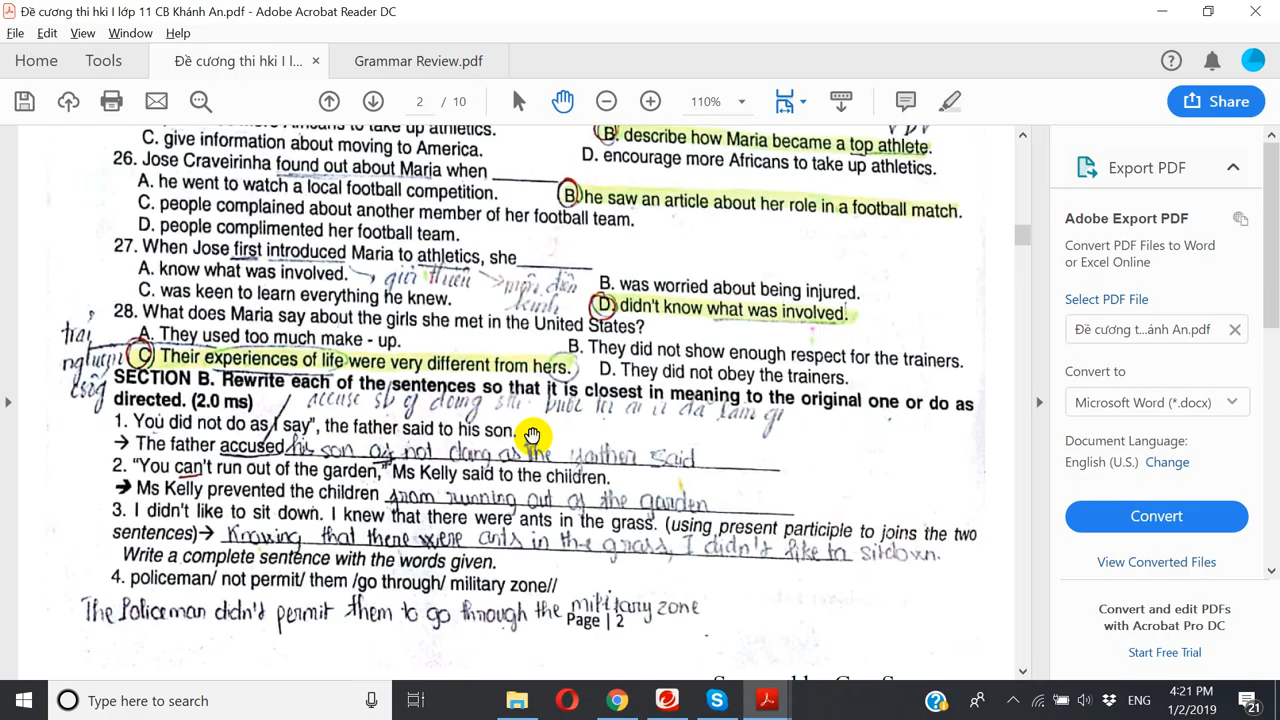 Đề cương thi hki I lớp 11 CB Khánh An.pdf - Adobe Acrobat Reader DC
File Edit View Window Help
Home Tools Đề cương thi hki I l... × Grammar Review.pdf
2 / 10 110% Share
C. give information about moving to America.
B. describe how Maria became a top athlete.
D. encourage more Africans to take up athletics.
26. Jose Craveirinha found out about Maria when
A. he went to watch a local football competition.
B. he saw an article about her role in a football match.
C. people complained about another member of her football team.
D. people complimented her football team.
27. When Jose first introduced Maria to athletics, she
A. know what was involved. giới thiệu môn điền kinh
B. was worried about being injured.
C. was keen to learn everything he knew.
D. didn't know what was involved.
28. What does Maria say about the girls she met in the United States?
A. They used too much make - up.
B. They did not show enough respect for the trainers.
trải nghiệm csống
C. Their experiences of life were very different from hers.
D. They did not obey the trainers.
SECTION B. Rewrite each of the sentences so that it is closest in meaning to the original one or do as
directed. (2.0 ms) accuse sb of doing sth
1. You did not do as I say", the father said to his son.
→ The father accused his son of not doing as the father said
2. "You can't run out of the garden," Ms Kelly said to the children.
→ Ms Kelly prevented the children from running out of the garden
3. I didn't like to sit down. I knew that there were ants in the grass. (using present participle to joins the two
sentences)→ Knowing that there were ants in the grass, I didn't like to sitdown.
Write a complete sentence with the words given.
4. policeman/ not permit/ them /go through/ military zone//
The Policeman didn't permit them to go through the military zone
Page | 2
Export PDF
Adobe Export PDF
Convert PDF Files to Word
or Excel Online
Select PDF File
Đề cương t...ánh An.pdf
Convert to
Microsoft Word (*.docx)
Document Language:
English (U.S.) Change
Convert
View Converted Files
Convert and edit PDFs
with Acrobat Pro DC
Start Free Trial
Type here to search
ENG
4:21 PM
1/2/2019
21